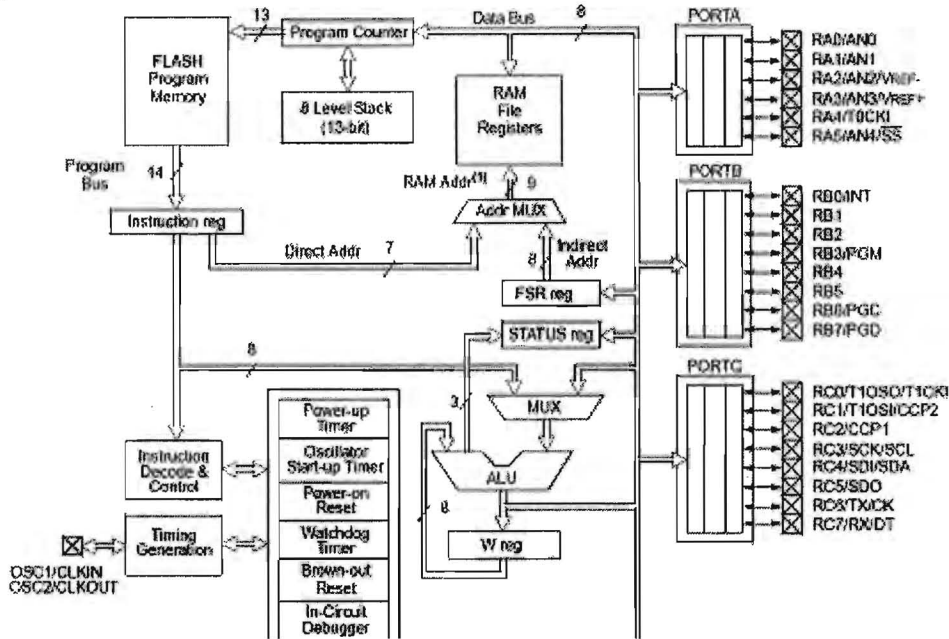 13
Data Bus
8
PORTA
FLASH
Program
Memory
Program Counter
8 Level Stack
(13-bit)
RAM
File
Registers
RA0/AN0
RA1/AN1
RA2/AN2/VREF-
RA3/AN3/VREF+
RA4/T0CKI
RA5/AN4/SS
Program
Bus
14
RAM Addr(1)
9
PORTB
Instruction reg
Addr MUX
RB0/INT
RB1
RB2
RB3/PGM
RB4
RB5
RB6/PGC
RB7/PGD
Direct Addr
7
8
Indirect
Addr
FSR reg
STATUS reg
8
PORTC
3
MUX
Power-up
Timer
Oscillator
Start-up Timer
Power-on
Reset
Watchdog
Timer
Brown-out
Reset
In-Circuit
Debugger
Instruction
Decode &
Control
ALU
8
W reg
Timing
Generation
OSC1/CLKIN
OSC2/CLKOUT
RC0/T1OSO/T1CKI
RC1/T1OSI/CCP2
RC2/CCP1
RC3/SCK/SCL
RC4/SDI/SDA
RC5/SDO
RC6/TX/CK
RC7/RX/DT